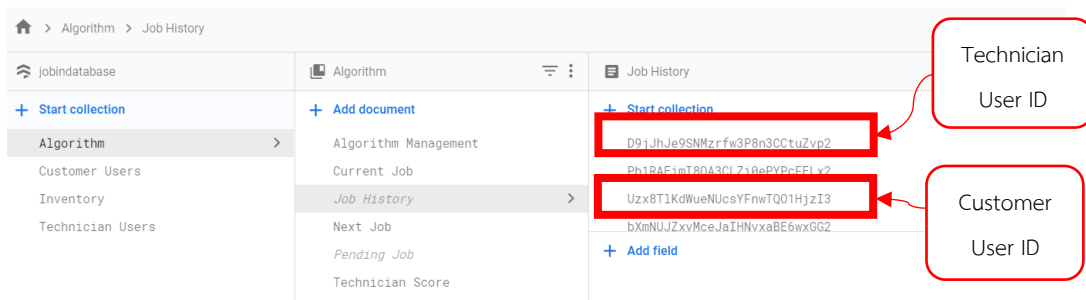 Algorithm > Job History
jobindatabase
+ Start collection
Algorithm
Customer Users
Inventory
Technician Users
Algorithm
+ Add document
Algorithm Management
Current Job
Job History
Next Job
Pending Job
Technician Score
Job History
+ Start collection
D9jJhJe9SNMzrfw3P8n3CCtuZvp2
Uzx8TlKdWueNUcsYFnwTQO1HjzI3
bXmNUJZxvMceJaIHNvxaBE6wxGG2
+ Add field
Technician
User ID
Customer
User ID